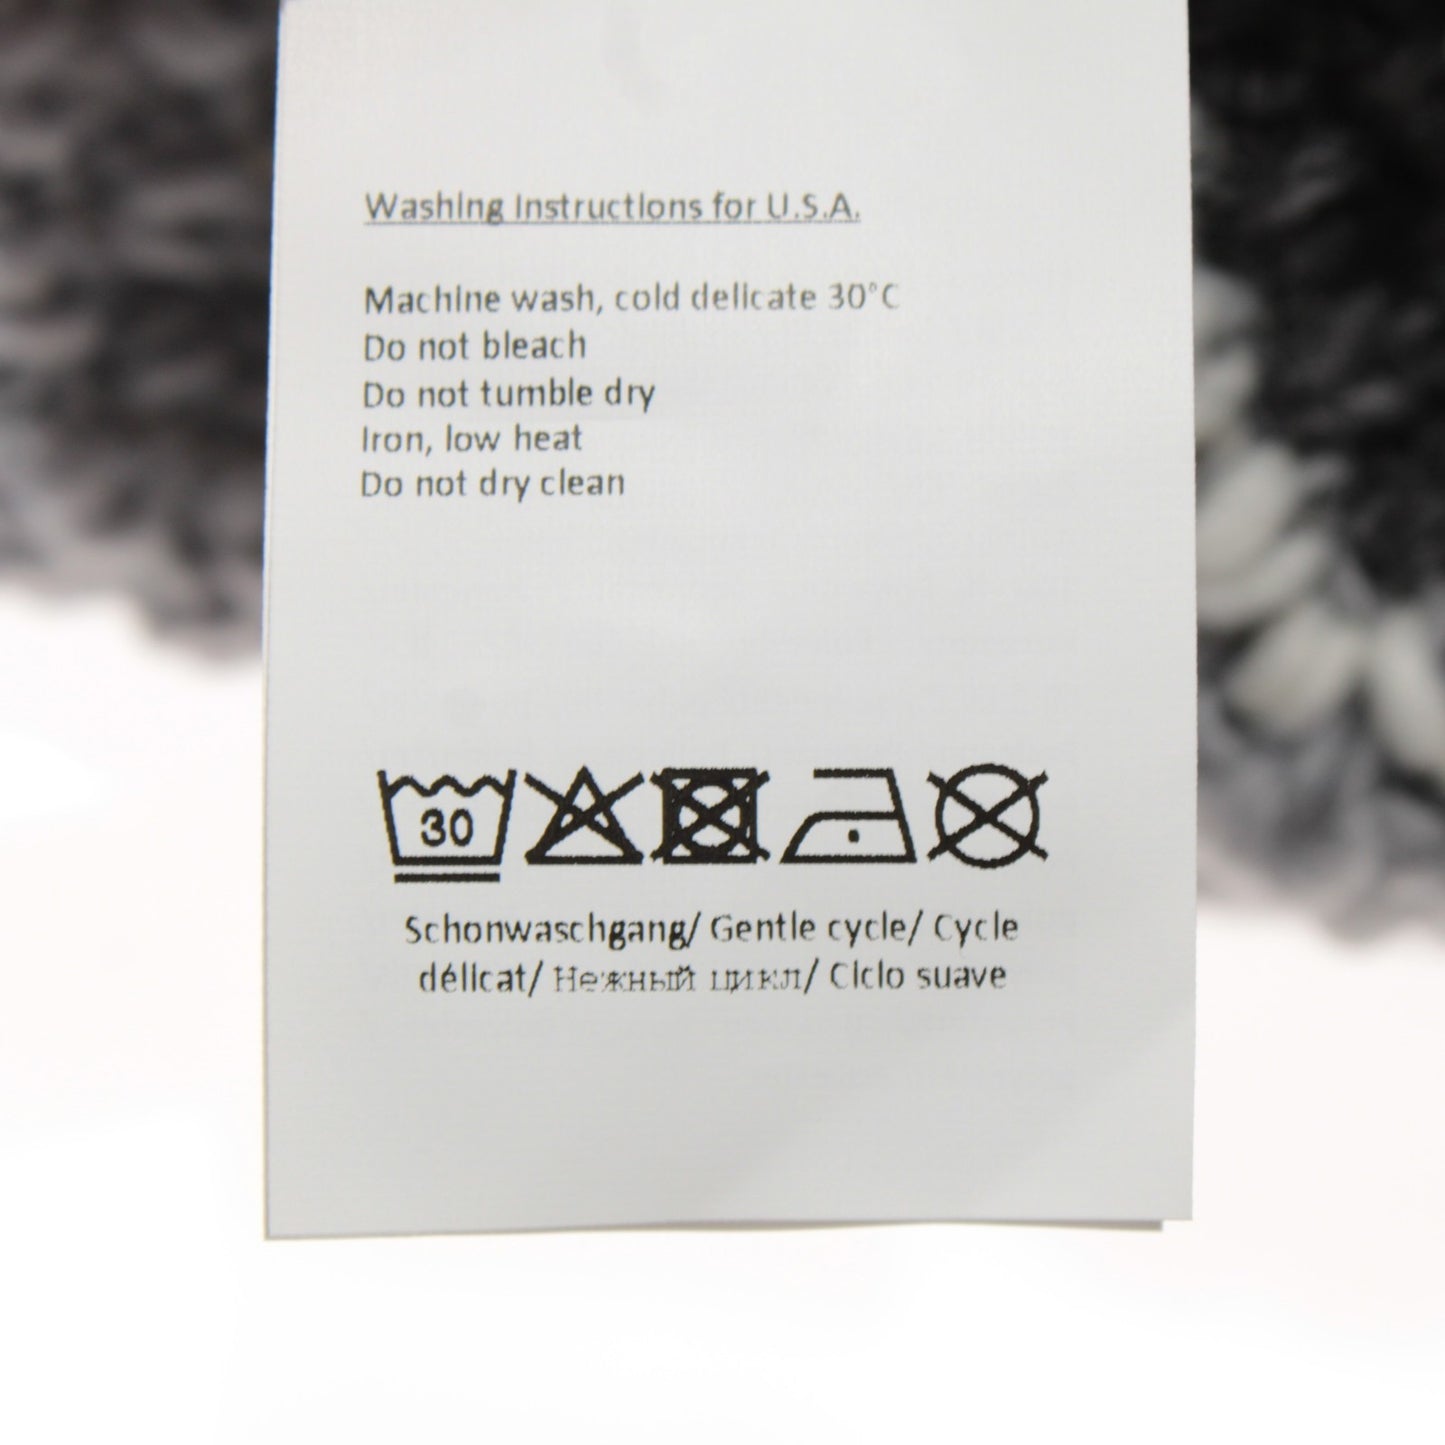 Washing instructions for U.S.A.
Machine wash, cold delicate 30°C
Do not bleach
Do not tumble dry
Iron, low heat
Do not dry clean
30
Schonwaschgang/ Gentle cycle/ Cycle
délicat/ Нежный цикл/ Ciclo suave